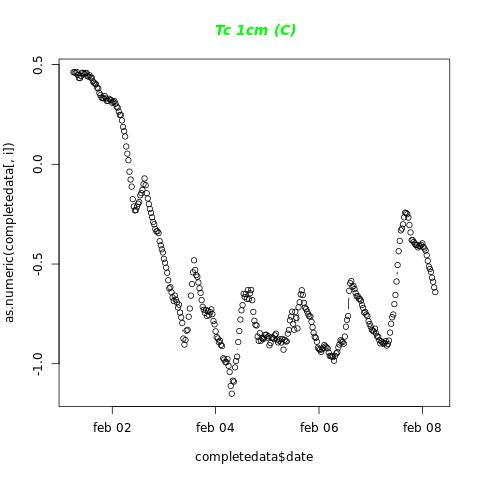 Tc 1cm (C)
as.numeric(completedata[, i])
0.5
0.0
-0.5
-1.0
feb 02 feb 04 feb 06 feb 08
completedata$date